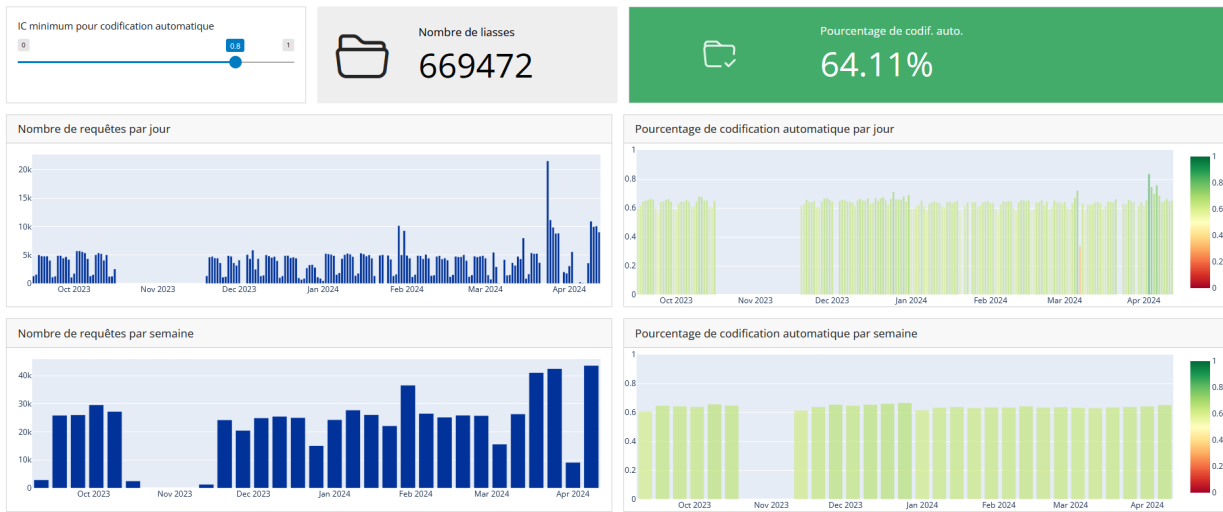 IC minimum pour codification automatique
0
0.8
1
Nombre de liasses
669472
Pourcentage de codif. auto.
64.11%
Nombre de requêtes par jour
20k
15k
10k
5k
0
Oct 2023 Nov 2023 Dec 2023 Jan 2024 Feb 2024 Mar 2024 Apr 2024
Pourcentage de codification automatique par jour
1
0.8
0.6
0.4
0.2
0
Oct 2023 Nov 2023 Dec 2023 Jan 2024 Feb 2024 Mar 2024 Apr 2024
1
0.8
0.6
0.4
0.2
0
Nombre de requêtes par semaine
40k
30k
20k
10k
0
Oct 2023 Nov 2023 Dec 2023 Jan 2024 Feb 2024 Mar 2024 Apr 2024
Pourcentage de codification automatique par semaine
1
0.8
0.6
0.4
0.2
0
Oct 2023 Nov 2023 Dec 2023 Jan 2024 Feb 2024 Mar 2024 Apr 2024
1
0.8
0.6
0.4
0.2
0